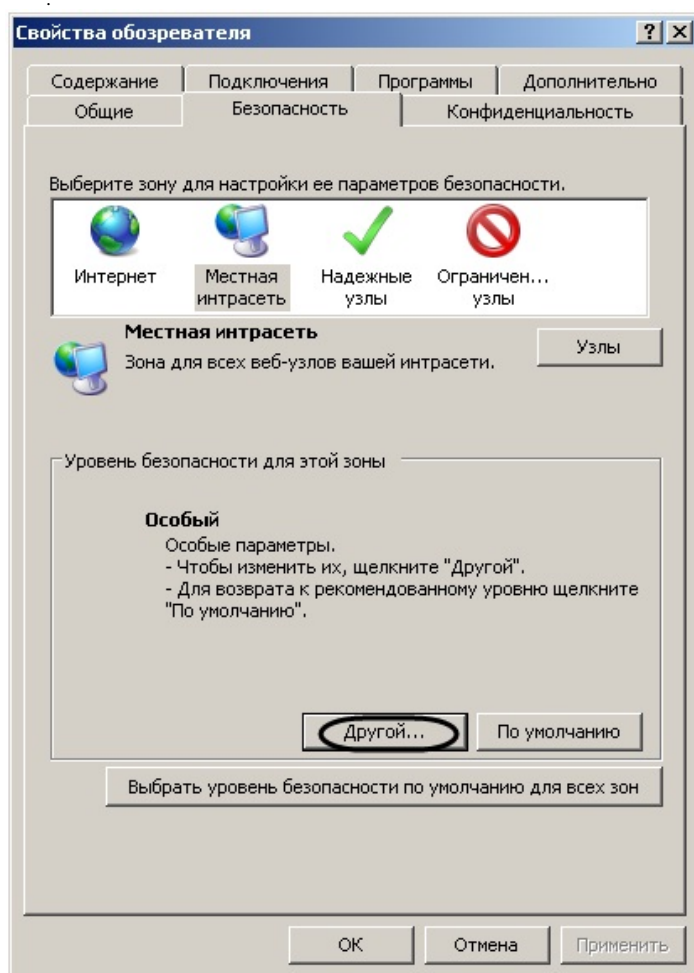 Свойства обозревателя
Содержание Подключения Программы Дополнительно
Общие Безопасность Конфиденциальность
Выберите зону для настройки ее параметров безопасности.
Интернет Местная интрасеть Надежные узлы Ограничен... узлы
Местная интрасеть
Зона для всех веб-узлов вашей интрасети.
Узлы
Уровень безопасности для этой зоны
Особый
Особые параметры.
- Чтобы изменить их, щелкните "Другой".
- Для возврата к рекомендованному уровню щелкните
"По умолчанию".
Другой... По умолчанию
Выбрать уровень безопасности по умолчанию для всех зон
ОК Отмена Применить